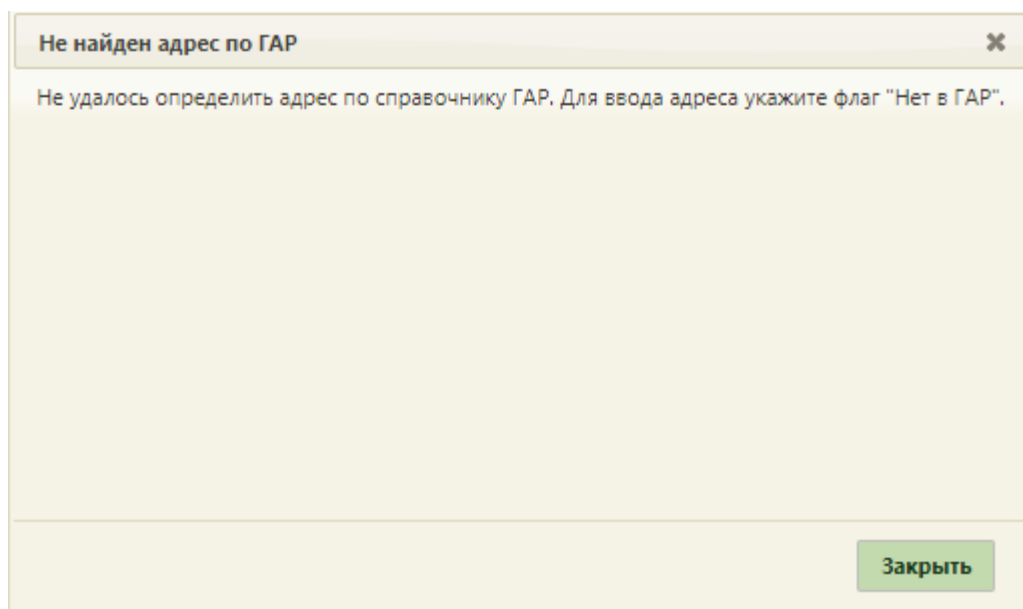 Не найден адрес по ГАР
Не удалось определить адрес по справочнику ГАР. Для ввода адреса укажите флаг "Нет в ГАР".
Закрыть